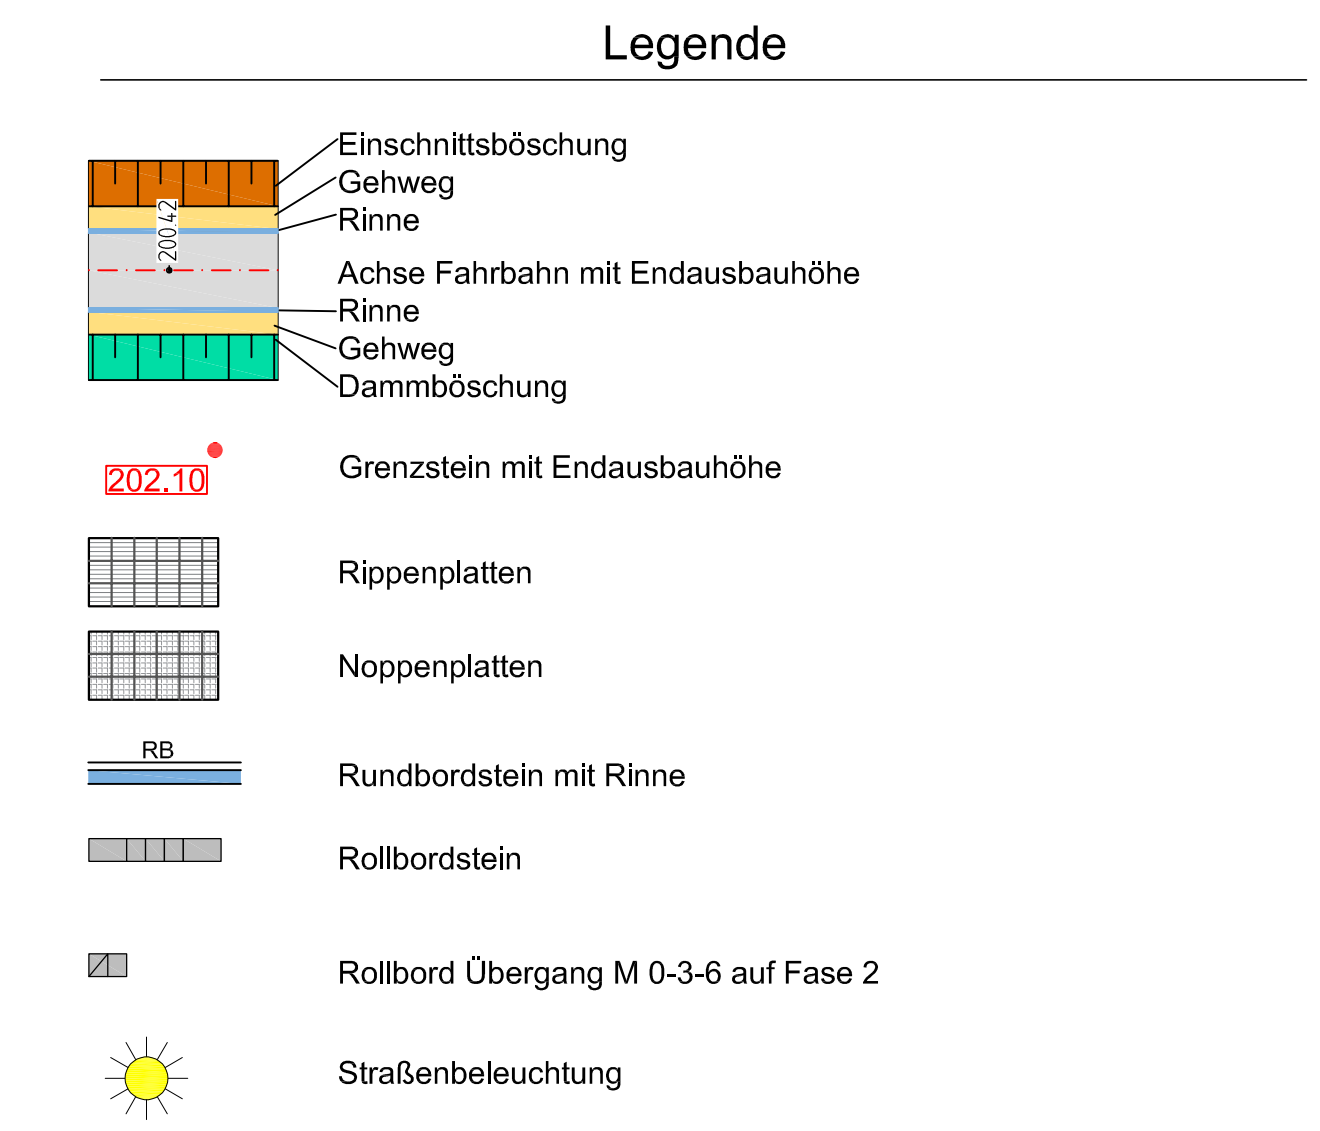 Legende
Einschnittsböschung
Gehweg
Rinne
200.42
Achse Fahrbahn mit Endausbauhöhe
Rinne
Gehweg
Dammböschung
202.10
Grenzstein mit Endausbauhöhe
Rippenplatten
Noppenplatten
RB
Rundbordstein mit Rinne
Rollbordstein
Rollbord Übergang M 0-3-6 auf Fase 2
Straßenbeleuchtung